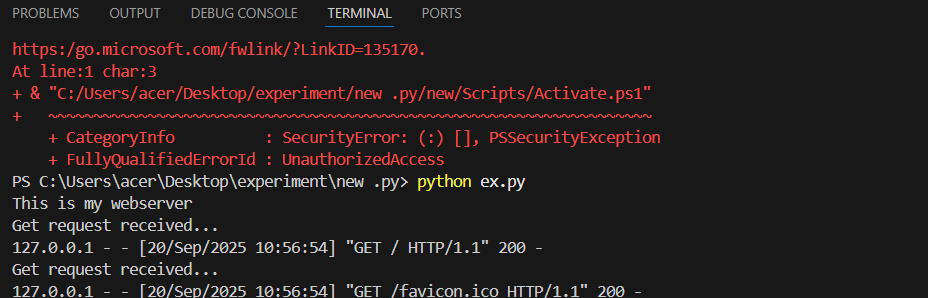 PROBLEMS OUTPUT DEBUG CONSOLE TERMINAL PORTS
https:/go.microsoft.com/fwlink/?LinkID=135170.
At line:1 char:3
+ & "C:/Users/acer/Desktop/experiment/new .py/new/Scripts/Activate.ps1"
+   ~~~~~~~~~~~~~~~~~~~~~~~~~~~~~~~~~~~~~~~~~~~~~~~~~~~~~~~~~~~~~~~~~~~
    + CategoryInfo          : SecurityError: (:) [], PSSecurityException
    + FullyQualifiedErrorId : UnauthorizedAccess
PS C:\Users\acer\Desktop\experiment\new .py> python ex.py
This is my webserver
Get request received...
127.0.0.1 - - [20/Sep/2025 10:56:54] "GET / HTTP/1.1" 200 -
Get request received...
127.0.0.1 - - [20/Sep/2025 10:56:54] "GET /favicon.ico HTTP/1.1" 200 -